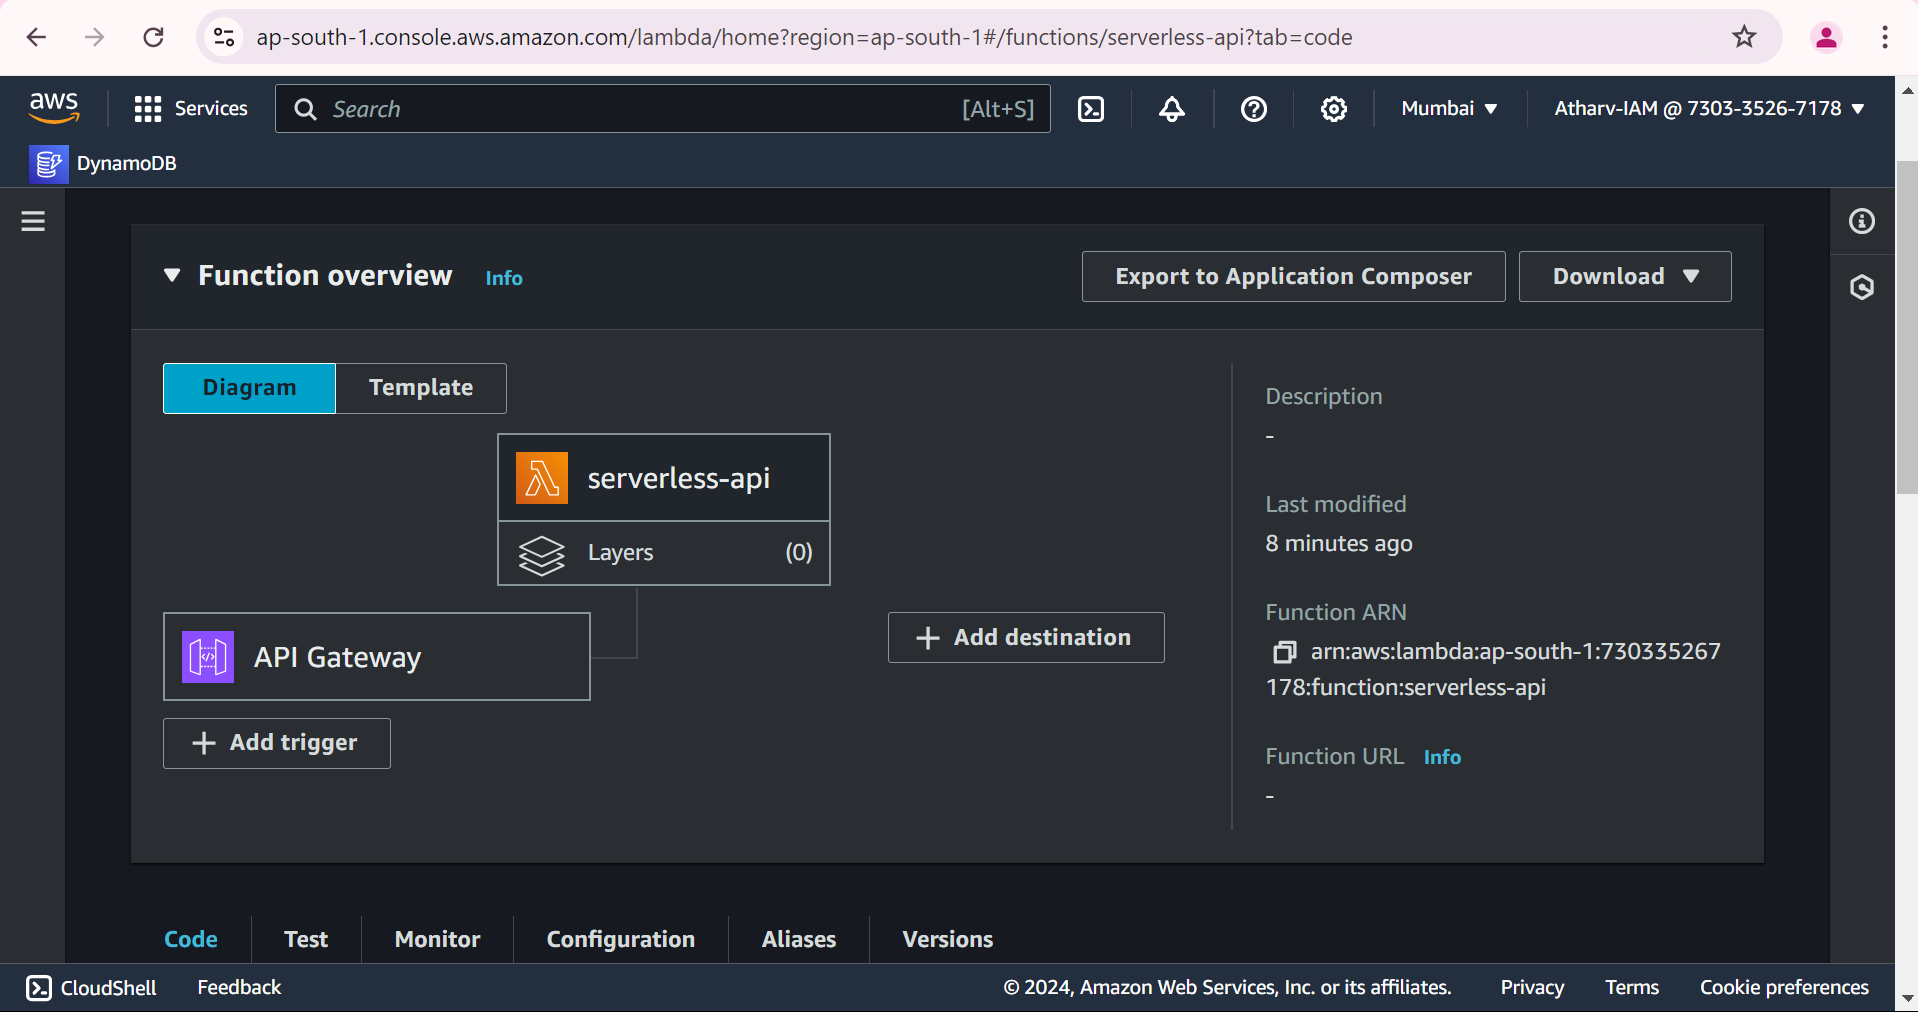 ap-south-1.console.aws.amazon.com/lambda/home?region=ap-south-1#/functions/serverless-api?tab=code
aws Services Search [Alt+S] Mumbai Atharv-IAM @ 7303-3526-7178
DynamoDB
Function overview Info Export to Application Composer Download
Diagram Template
serverless-api
Layers (0)
API Gateway
Add trigger
Add destination
Description
-
Last modified
8 minutes ago
Function ARN
arn:aws:lambda:ap-south-1:730335267
178:function:serverless-api
Function URL Info
-
Code Test Monitor Configuration Aliases Versions
CloudShell Feedback © 2024, Amazon Web Services, Inc. or its affiliates. Privacy Terms Cookie preferences